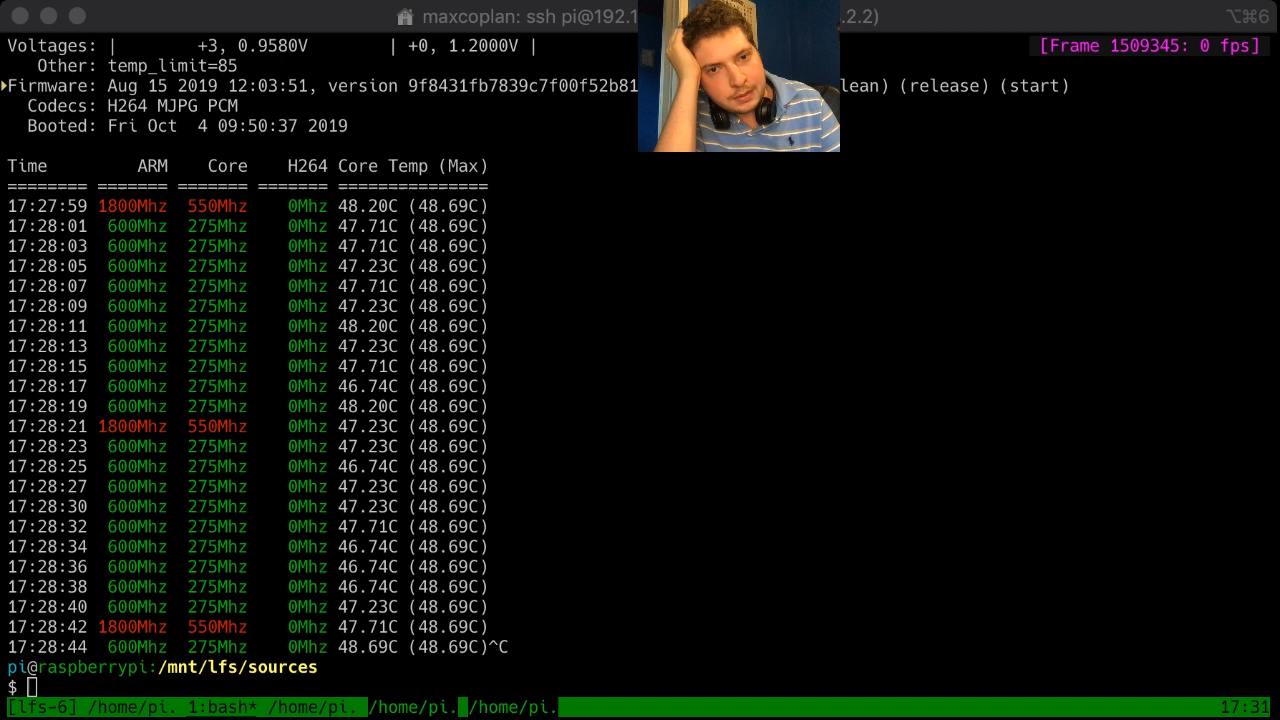 maxcoplan: ssh pi@192.1 .2.2) ⌥⌘6
Voltages: | +3, 0.9580V | +0, 1.2000V | [Frame 1509345: 0 fps]
Other: temp_limit=85
Firmware: Aug 15 2019 12:03:51, version 9f8431fb7839c7f00f52b81 lean) (release) (start)
Codecs: H264 MJPG PCM
Booted: Fri Oct 4 09:50:37 2019
Time ARM Core H264 Core Temp (Max)
======== ======= ======= ======= ===============
17:27:59 1800Mhz 550Mhz 0Mhz 48.20C (48.69C)
17:28:01 600Mhz 275Mhz 0Mhz 47.71C (48.69C)
17:28:03 600Mhz 275Mhz 0Mhz 47.71C (48.69C)
17:28:05 600Mhz 275Mhz 0Mhz 47.23C (48.69C)
17:28:07 600Mhz 275Mhz 0Mhz 47.71C (48.69C)
17:28:09 600Mhz 275Mhz 0Mhz 47.23C (48.69C)
17:28:11 600Mhz 275Mhz 0Mhz 48.20C (48.69C)
17:28:13 600Mhz 275Mhz 0Mhz 47.23C (48.69C)
17:28:15 600Mhz 275Mhz 0Mhz 47.71C (48.69C)
17:28:17 600Mhz 275Mhz 0Mhz 46.74C (48.69C)
17:28:19 600Mhz 275Mhz 0Mhz 48.20C (48.69C)
17:28:21 1800Mhz 550Mhz 0Mhz 47.23C (48.69C)
17:28:23 600Mhz 275Mhz 0Mhz 47.23C (48.69C)
17:28:25 600Mhz 275Mhz 0Mhz 46.74C (48.69C)
17:28:27 600Mhz 275Mhz 0Mhz 47.23C (48.69C)
17:28:30 600Mhz 275Mhz 0Mhz 47.23C (48.69C)
17:28:32 600Mhz 275Mhz 0Mhz 47.71C (48.69C)
17:28:34 600Mhz 275Mhz 0Mhz 46.74C (48.69C)
17:28:36 600Mhz 275Mhz 0Mhz 46.74C (48.69C)
17:28:38 600Mhz 275Mhz 0Mhz 46.74C (48.69C)
17:28:40 600Mhz 275Mhz 0Mhz 47.23C (48.69C)
17:28:42 1800Mhz 550Mhz 0Mhz 47.71C (48.69C)
17:28:44 600Mhz 275Mhz 0Mhz 48.69C (48.69C)^C
pi@raspberrypi:/mnt/lfs/sources
$
[lfs-6] /home/pi. 1:bash* /home/pi. /home/pi. /home/pi. 17:31